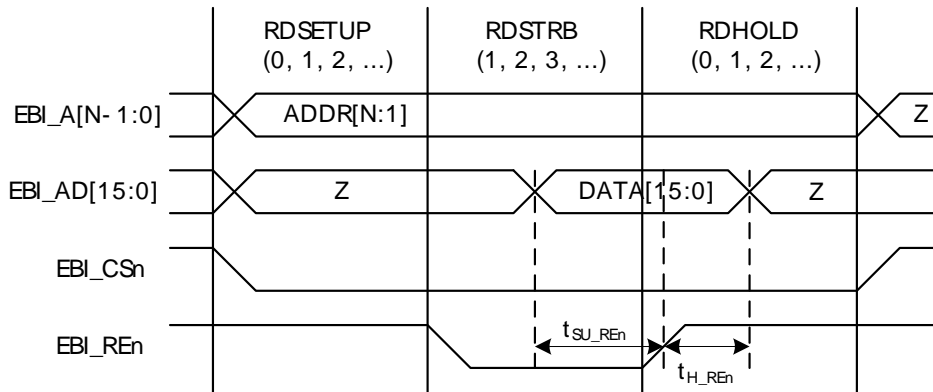 RDSETUP
(0, 1, 2, ...)
RDSTRB
(1, 2, 3, ...)
RDHOLD
(0, 1, 2, ...)
EBI_A[N-1:0]
ADDR[N:1]
Z
EBI_AD[15:0]
Z
DATA[15:0]
Z
EBI_CSn
EBI_REn
tSU_REn
tH_REn